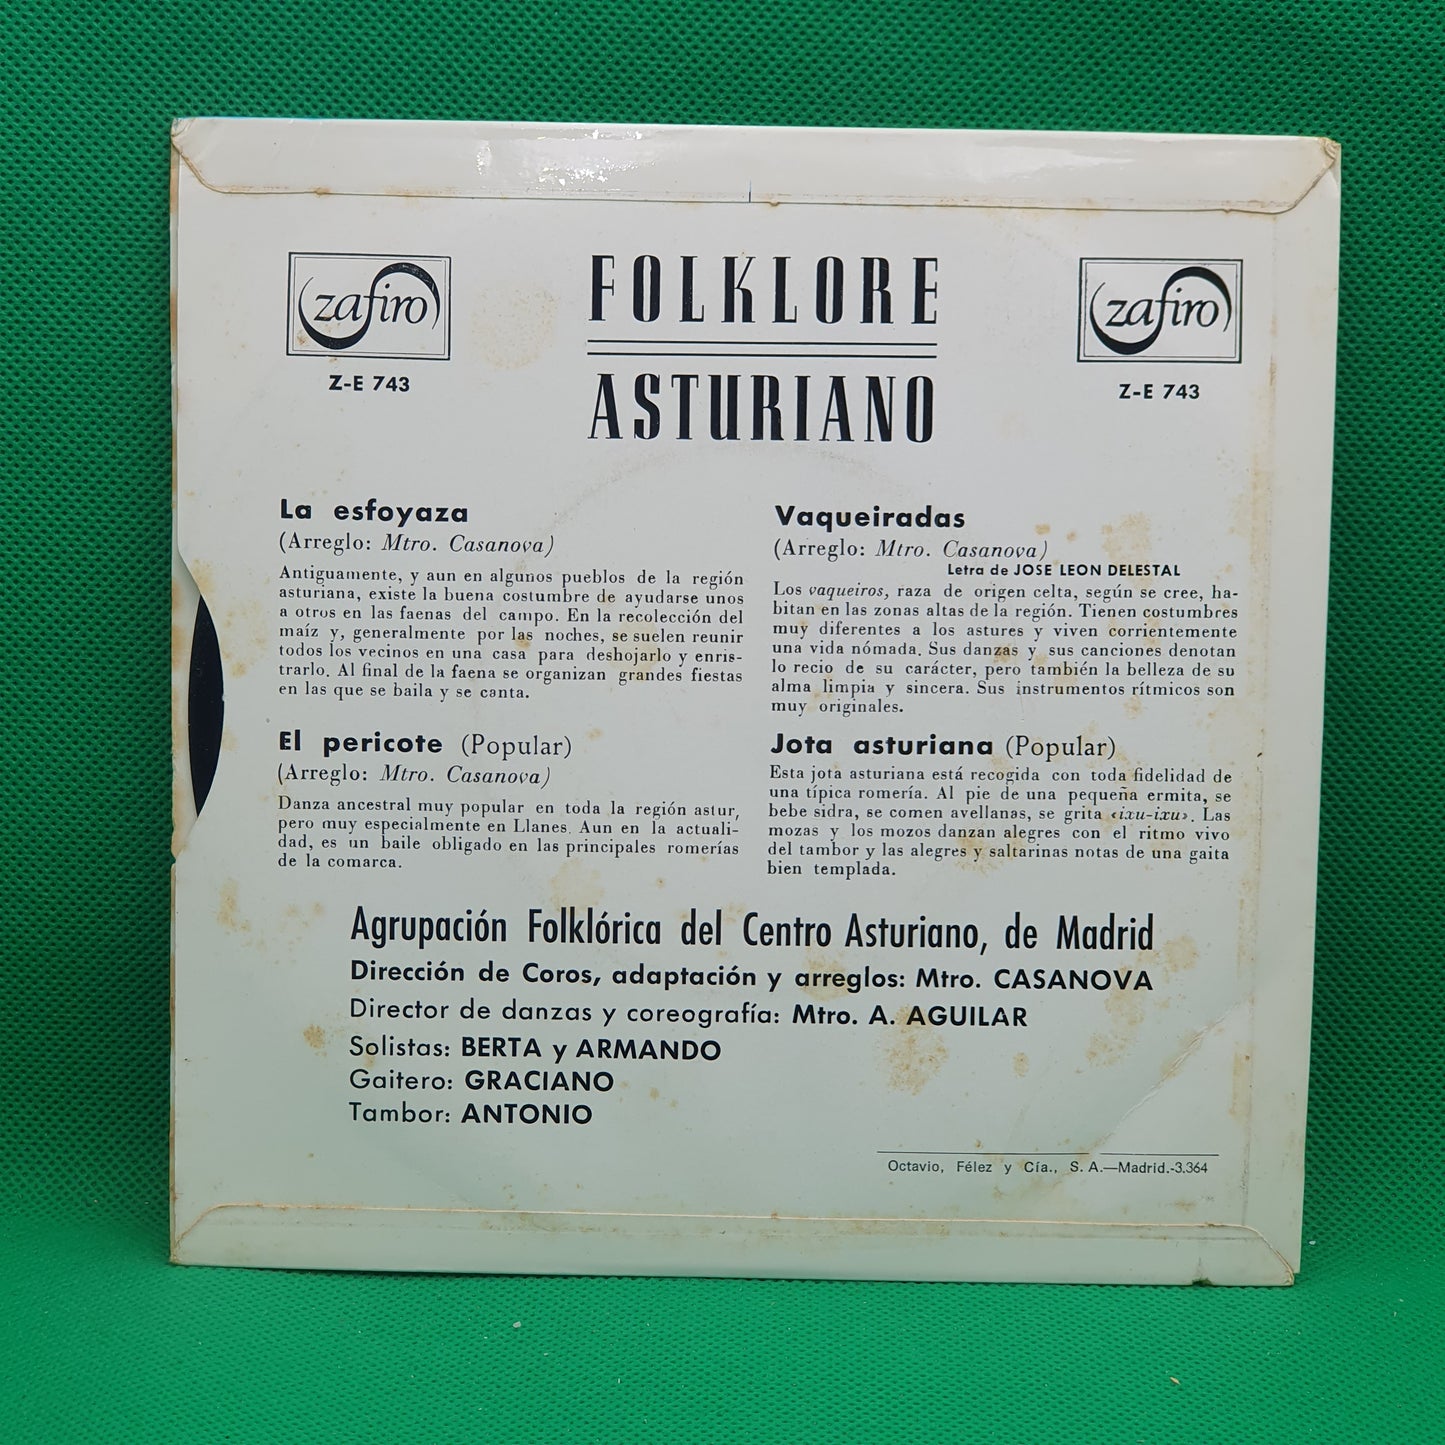 zafiro
Z-E 743
FOLKLORE
ASTURIANO
zafiro
Z-E 743
La esfoyaza
(Arreglo: Mtro. Casanova)
Antiguamente, y aun en algunos pueblos de la región
asturiana, existe la buena costumbre de ayudarse unos
a otros en las faenas del campo. En la recolección del
maíz y, generalmente por las noches, se suelen reunir
todos los vecinos en una casa para deshojarlo y enris-
trarlo. Al final de la faena se organizan grandes fiestas
en las que se baila y se canta.
El pericote (Popular)
(Arreglo: Mtro. Casanova)
Danza ancestral muy popular en toda la región astur,
pero muy especialmente en Llanes. Aun en la actuali-
dad, es un baile obligado en las principales romerías
de la comarca.
Vaqueiradas
(Arreglo: Mtro. Casanova)
Letra de JOSE LEON DELESTAL
Los vaqueiros, raza de origen celta, según se cree, ha-
bitan en las zonas altas de la región. Tienen costumbres
muy diferentes a los astures y viven corrientemente
una vida nómada. Sus danzas y sus canciones denotan
lo recio de su carácter, pero también la belleza de su
alma limpia y sincera. Sus instrumentos rítmicos son
muy originales.
Jota asturiana (Popular)
Esta jota asturiana está recogida con toda fidelidad de
una típica romería. Al pie de una pequeña ermita, se
bebe sidra, se comen avellanas, se grita «ixu-ixu». Las
mozas y los mozos danzan alegres con el ritmo vivo
del tambor y las alegres y saltarinas notas de una gaita
bien templada.
Agrupación Folklórica del Centro Asturiano, de Madrid
Dirección de Coros, adaptación y arreglos: Mtro. CASANOVA
Director de danzas y coreografía: Mtro. A. AGUILAR
Solistas: BERTA y ARMANDO
Gaitero: GRACIANO
Tambor: ANTONIO
Octavio, Félez y Cía., S. A.—Madrid.-3.364